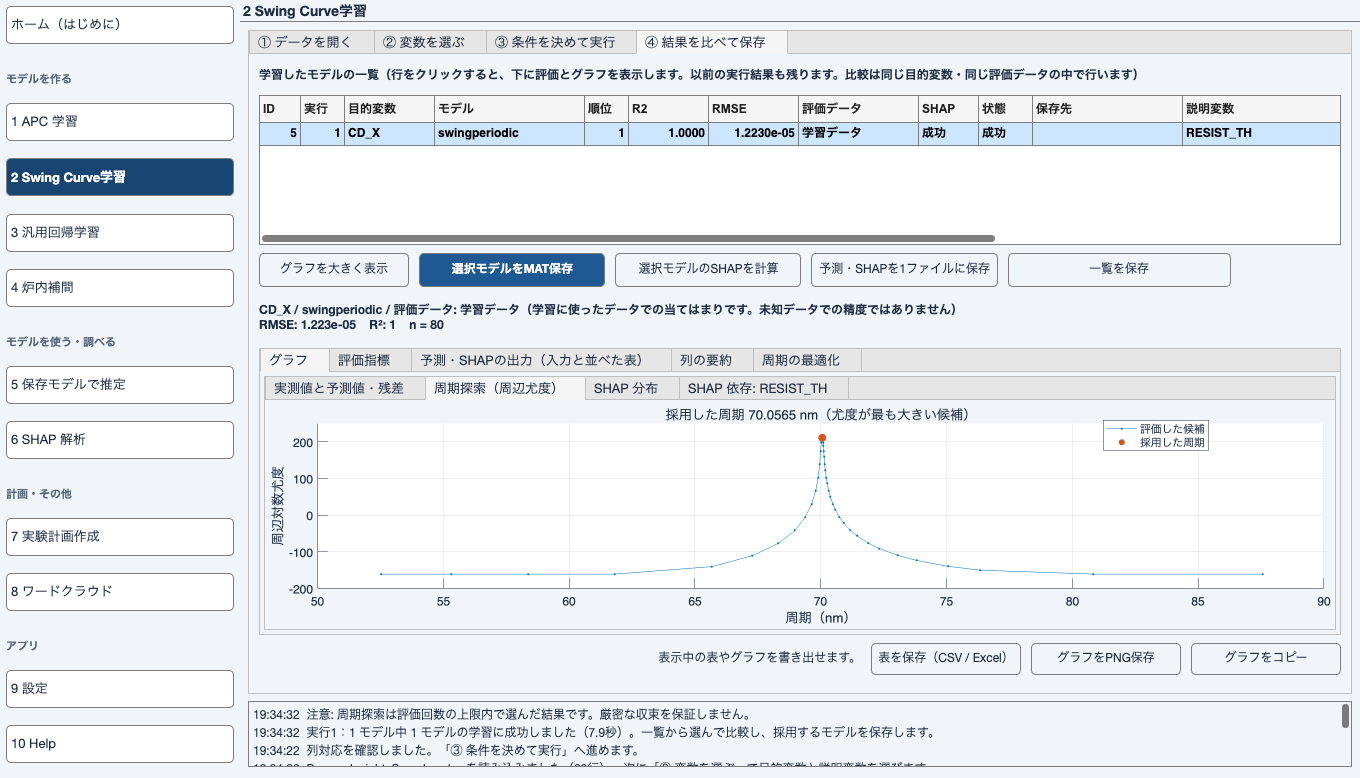 ホーム（はじめに）
モデルを作る
1 APC 学習
2 Swing Curve学習
3 汎用回帰学習
4 炉内補間
モデルを使う・調べる
5 保存モデルで推定
6 SHAP 解析
計画・その他
7 実験計画作成
8 ワードクラウド
アプリ
9 設定
10 Help
2 Swing Curve学習
① データを開く ② 変数を選ぶ ③ 条件を決めて実行 ④ 結果を比べて保存
学習したモデルの一覧（行をクリックすると、下に評価とグラフを表示します。以前の実行結果も残ります。比較は同じ目的変数・同じ評価データの中で行います）
ID 実行 目的変数 モデル 順位 R2 RMSE 評価データ SHAP 状態 保存先 説明変数
5 1 CD_X swingperiodic 1 1.0000 1.2230e-05 学習データ 成功 成功 RESIST_TH
グラフを大きく表示 選択モデルをMAT保存 選択モデルのSHAPを計算 予測・SHAPを1ファイルに保存 一覧を保存
CD_X / swingperiodic / 評価データ: 学習データ（学習に使ったデータでの当てはまりです。未知データでの精度ではありません）
RMSE: 1.223e-05 R²: 1 n = 80
グラフ 評価指標 予測・SHAPの出力（入力と並べた表） 列の要約 周期の最適化
実測値と予測値・残差 周期探索（周辺尤度） SHAP 分布 SHAP 依存: RESIST_TH
採用した周期 70.0565 nm（尤度が最も大きい候補）
評価した候補
採用した周期
周辺対数尤度
200
100
0
-100
-200
50 55 60 65 70 75 80 85 90
周期（nm）
表示中の表やグラフを書き出せます。 表を保存（CSV / Excel） グラフをPNG保存 グラフをコピー
19:34:32 注意: 周期探索は評価回数の上限内で選んだ結果です。厳密な収束を保証しません。
19:34:32 実行1：1 モデル中 1 モデルの学習に成功しました（7.9秒）。一覧から選んで比較し、採用するモデルを保存します。
19:34:22 列対応を確認しました。「③ 条件を決めて実行」へ進めます。